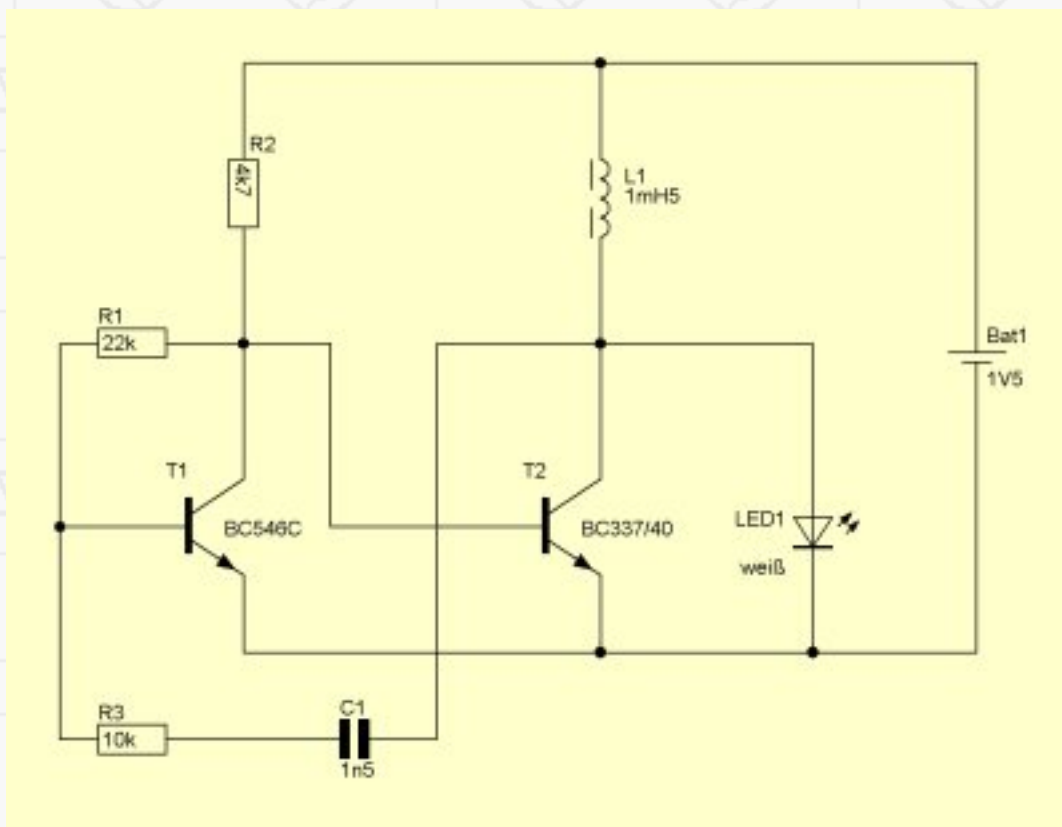 R2
4k7
L1
1mH5
R1
22k
Bat1
1V5
T1
BC546C
T2
BC337/40
LED1
weiß
R3
10k
C1
1n5